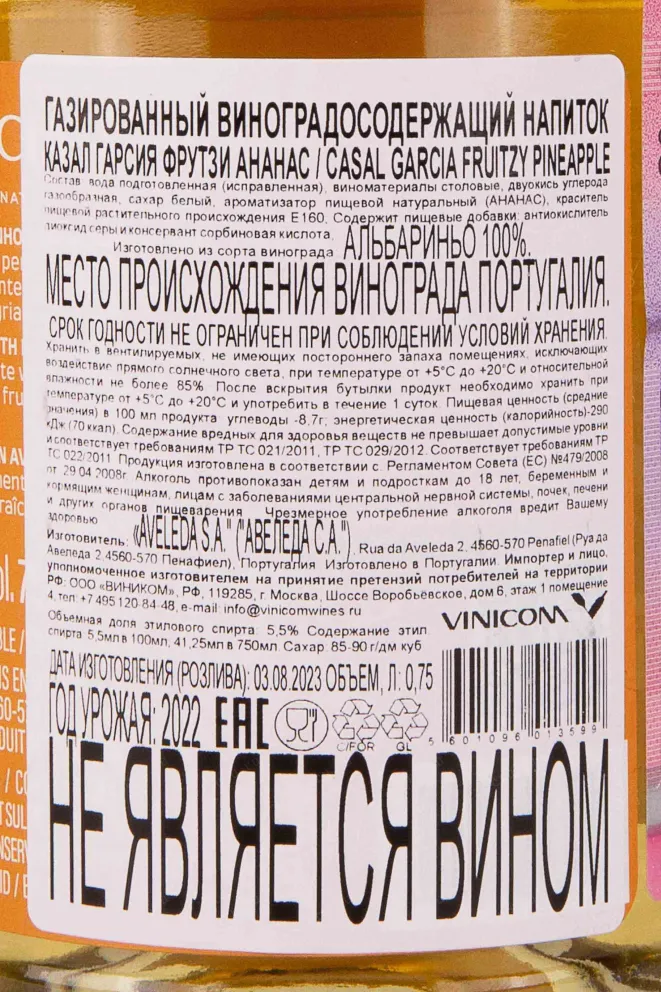 ГАЗИРОВАННЫЙ ВИНОГРАДОСОДЕРЖАЩИЙ НАПИТОК
КАЗАЛ ГАРСИЯ ФРУТЗИ АНАНАС / CASAL GARCIA FRUITZY PINEAPPLE
Состав: вода подготовленная (исправленная), виноматериалы столовые, двуокись углерода
газообразная, сахар белый, ароматизатор пищевой натуральный (АНАНАС), краситель
пищевой растительного происхождения Е160. Содержит пищевые добавки: антиокислитель
диоксид серы и консервант сорбиновая кислота.
Изготовлено из сорта винограда: АЛЬБАРИНЬО 100%.
МЕСТО ПРОИСХОЖДЕНИЯ ВИНОГРАДА ПОРТУГАЛИЯ.
СРОК ГОДНОСТИ НЕ ОГРАНИЧЕН ПРИ СОБЛЮДЕНИИ УСЛОВИЙ ХРАНЕНИЯ.
Хранить в вентилируемых, не имеющих постороннего запаха помещениях, исключающих
воздействие прямого солнечного света, при температуре от +5°С до +20°С и относительной
влажности не более 85%. После вскрытия бутылки продукт необходимо хранить при
температуре от +5°С до +20°С и употребить в течение 1 суток. Пищевая ценность (средние
значения) в 100 мл продукта: углеводы -8,7г; энергетическая ценность (калорийность)-290
кДж (70 ккал). Содержание вредных для здоровья веществ не превышает допустимые уровни
и соответствует требованиям ТР ТС 021/2011, ТР ТС 029/2012. Соответствует требованиям ТР
ТС 022/2011. Продукция изготовлена в соответствии с Регламентом Совета (ЕС) №479/2008
от 29.04.2008г. Алкоголь противопоказан детям и подросткам до 18 лет, беременным и
кормящим женщинам, лицам с заболеваниями центральной нервной системы, почек, печени
и других органов пищеварения. Чрезмерное употребление алкоголя вредит Вашему
здоровью
Изготовитель: "AVELEDA S.A." ("АВЕЛЕДА С.А."), Rua da Aveleda 2, 4560-570 Penafiel (Руа да
Аведеда 2,4560-570 Пенафиел), Португалия. Изготовлено в Португалии. Импортер и лицо,
уполномоченное изготовителем на принятие претензий потребителей на территории
РФ: ООО «ВИНИКОМ», РФ, 119285, г. Москва, Шоссе Воробьёвское, дом 6, этаж 1 помещение
4, тел: +7 495 120-84-48, e-mail: info@vinicomwines.ru
VINICOM
Объемная доля этилового спирта: 5,5% Содержание этил.
спирта 5,5мл в 100мл, 41,25мл в 750мл. Сахар: 85-90 г/дм куб
ДАТА ИЗГОТОВЛЕНИЯ (РОЗЛИВА): 03.08.2023 ОБЪЕМ, Л: 0,75
ГОД УРОЖАЯ: 2022 EAC
C/FOR GL
5 601096 013599
НЕ ЯВЛЯЕТСЯ ВИНОМ